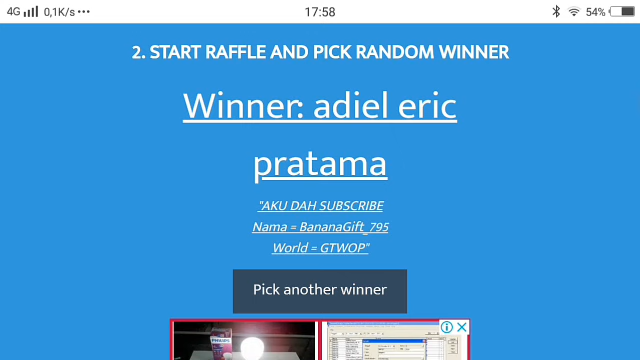 4G 0,1K/s ••• 17:58 54%
2. START RAFFLE AND PICK RANDOM WINNER
Winner: adiel eric
pratama
"AKU DAH SUBSCRIBE
Nama = BananaGift_795
World = GTWOP"
Pick another winner
PHILIPS